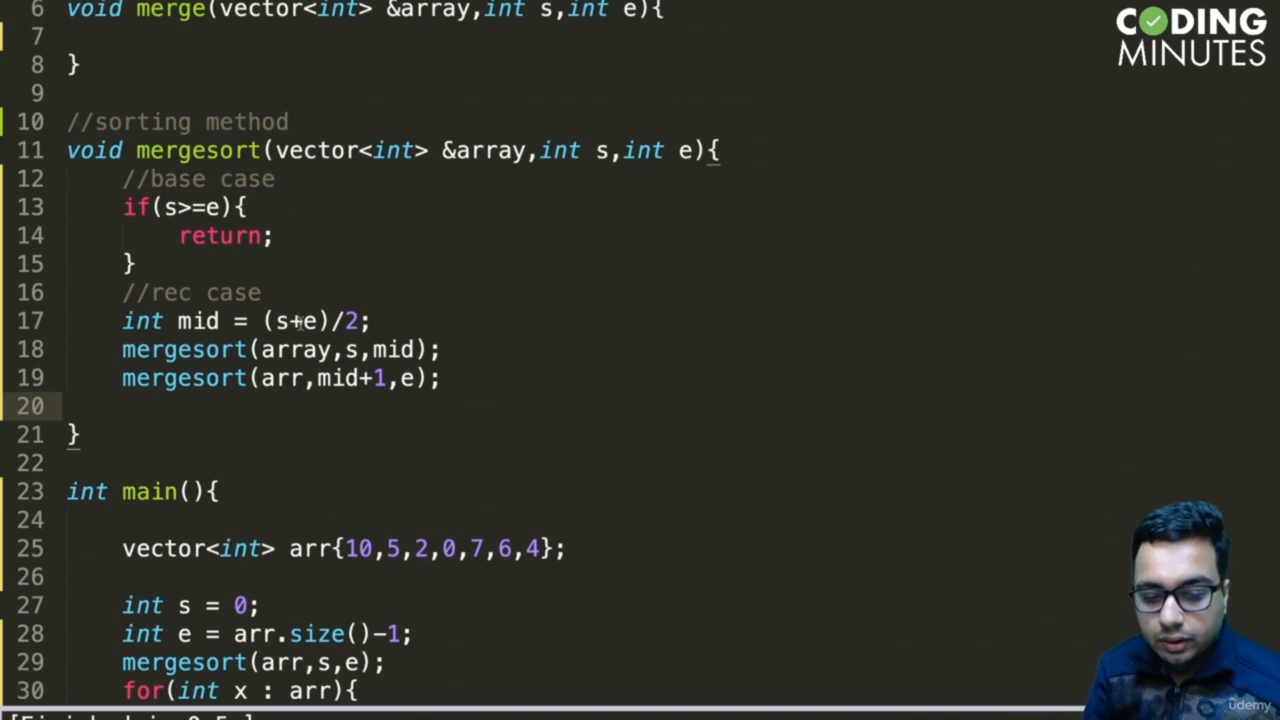 CODING
MINUTES
6 void merge(vector<int> &array,int s,int e){
7
8 }
9
10 //sorting method
11 void mergesort(vector<int> &array,int s,int e){
12 //base case
13 if(s>=e){
14 return;
15 }
16 //rec case
17 int mid = (s+e)/2;
18 mergesort(array,s,mid);
19 mergesort(arr,mid+1,e);
20
21 }
22
23 int main(){
24
25 vector<int> arr{10,5,2,0,7,6,4};
26
27 int s = 0;
28 int e = arr.size()-1;
29 mergesort(arr,s,e);
30 for(int x : arr){
ûdemy